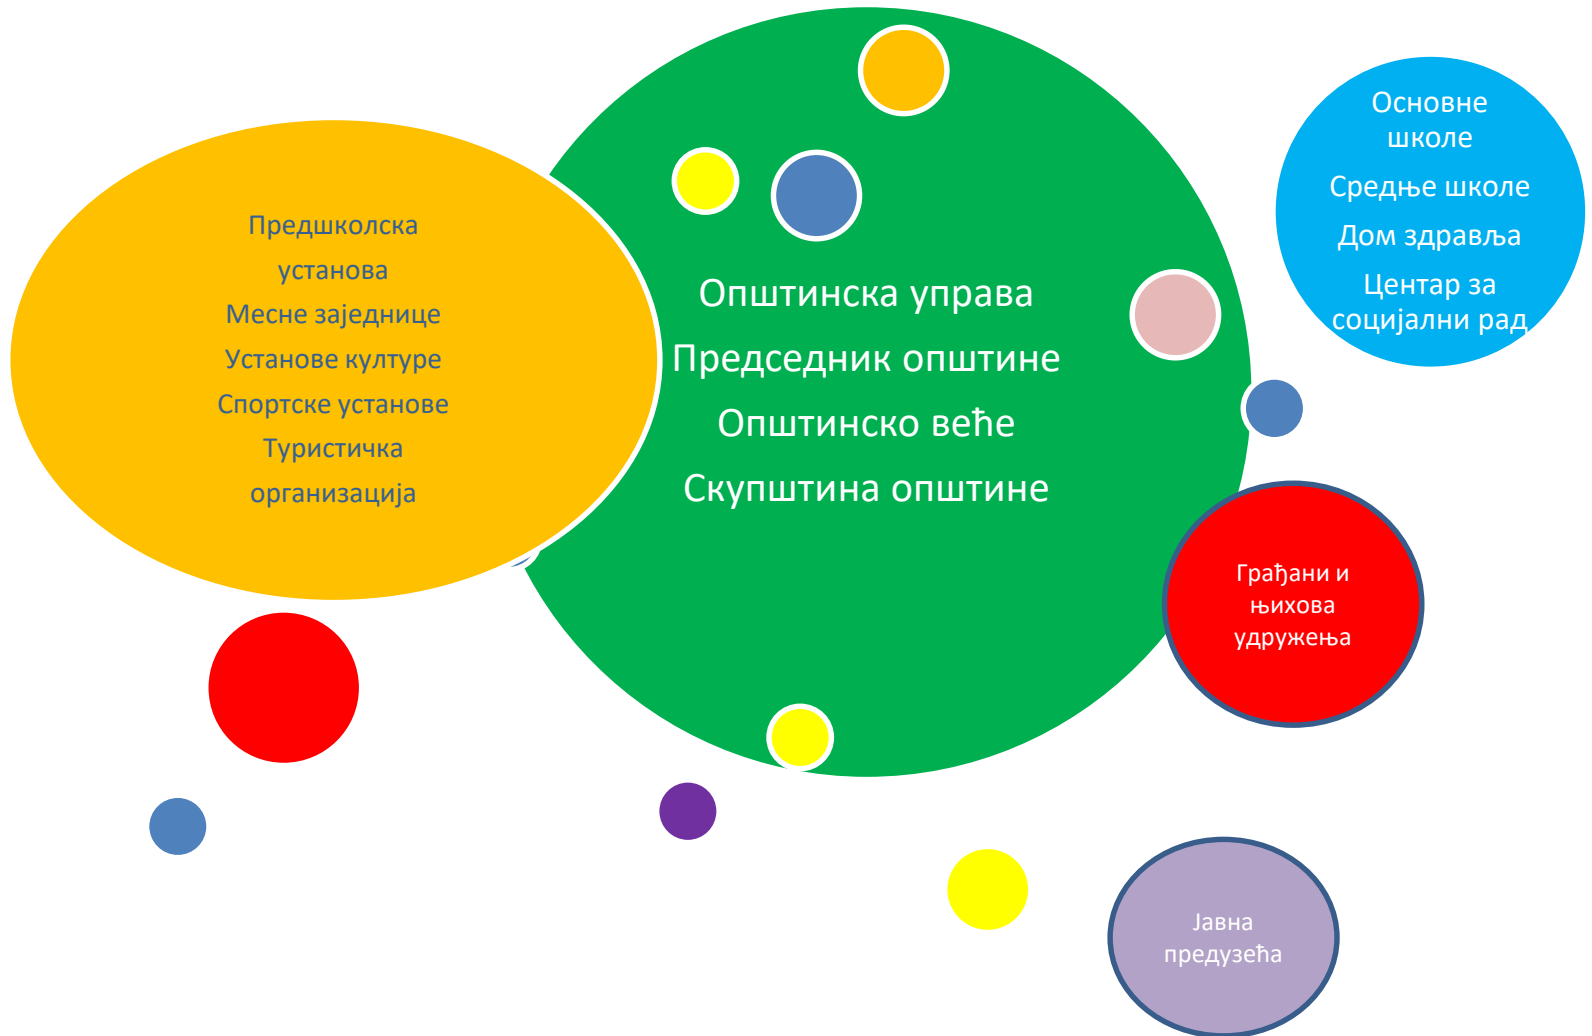 Предшколска
установа
Месне заједнице
Установе културе
Спортске установе
Туристичка
организација
Општинска управа
Председник општине
Општинско веће
Скупштина општине
Основне
школе
Средње школе
Дом здравља
Центар за
социјални рад
Грађани и
њихова
удружења
Јавна
предузећа